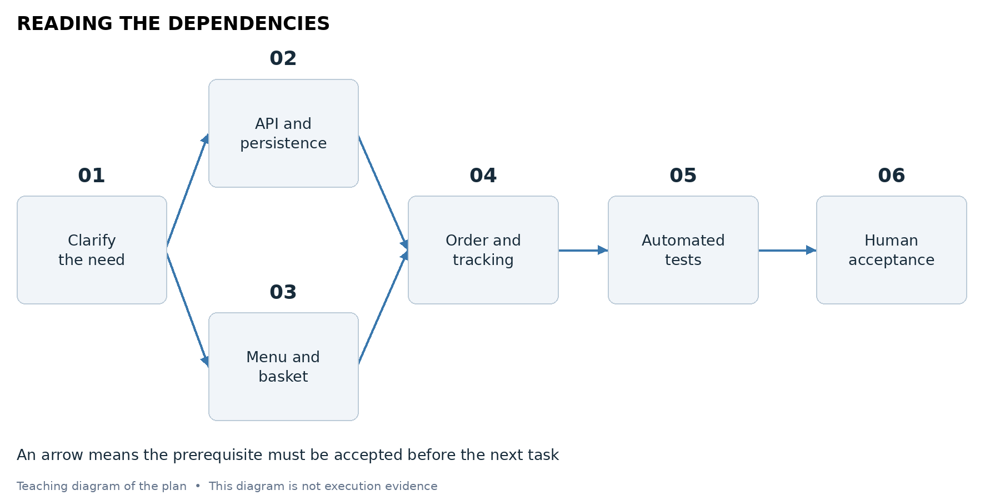 READING THE DEPENDENCIES
01
Clarify
the need
02
API and
persistence
03
Menu and
basket
04
Order and
tracking
05
Automated
tests
06
Human
acceptance
An arrow means the prerequisite must be accepted before the next task
Teaching diagram of the plan • This diagram is not execution evidence